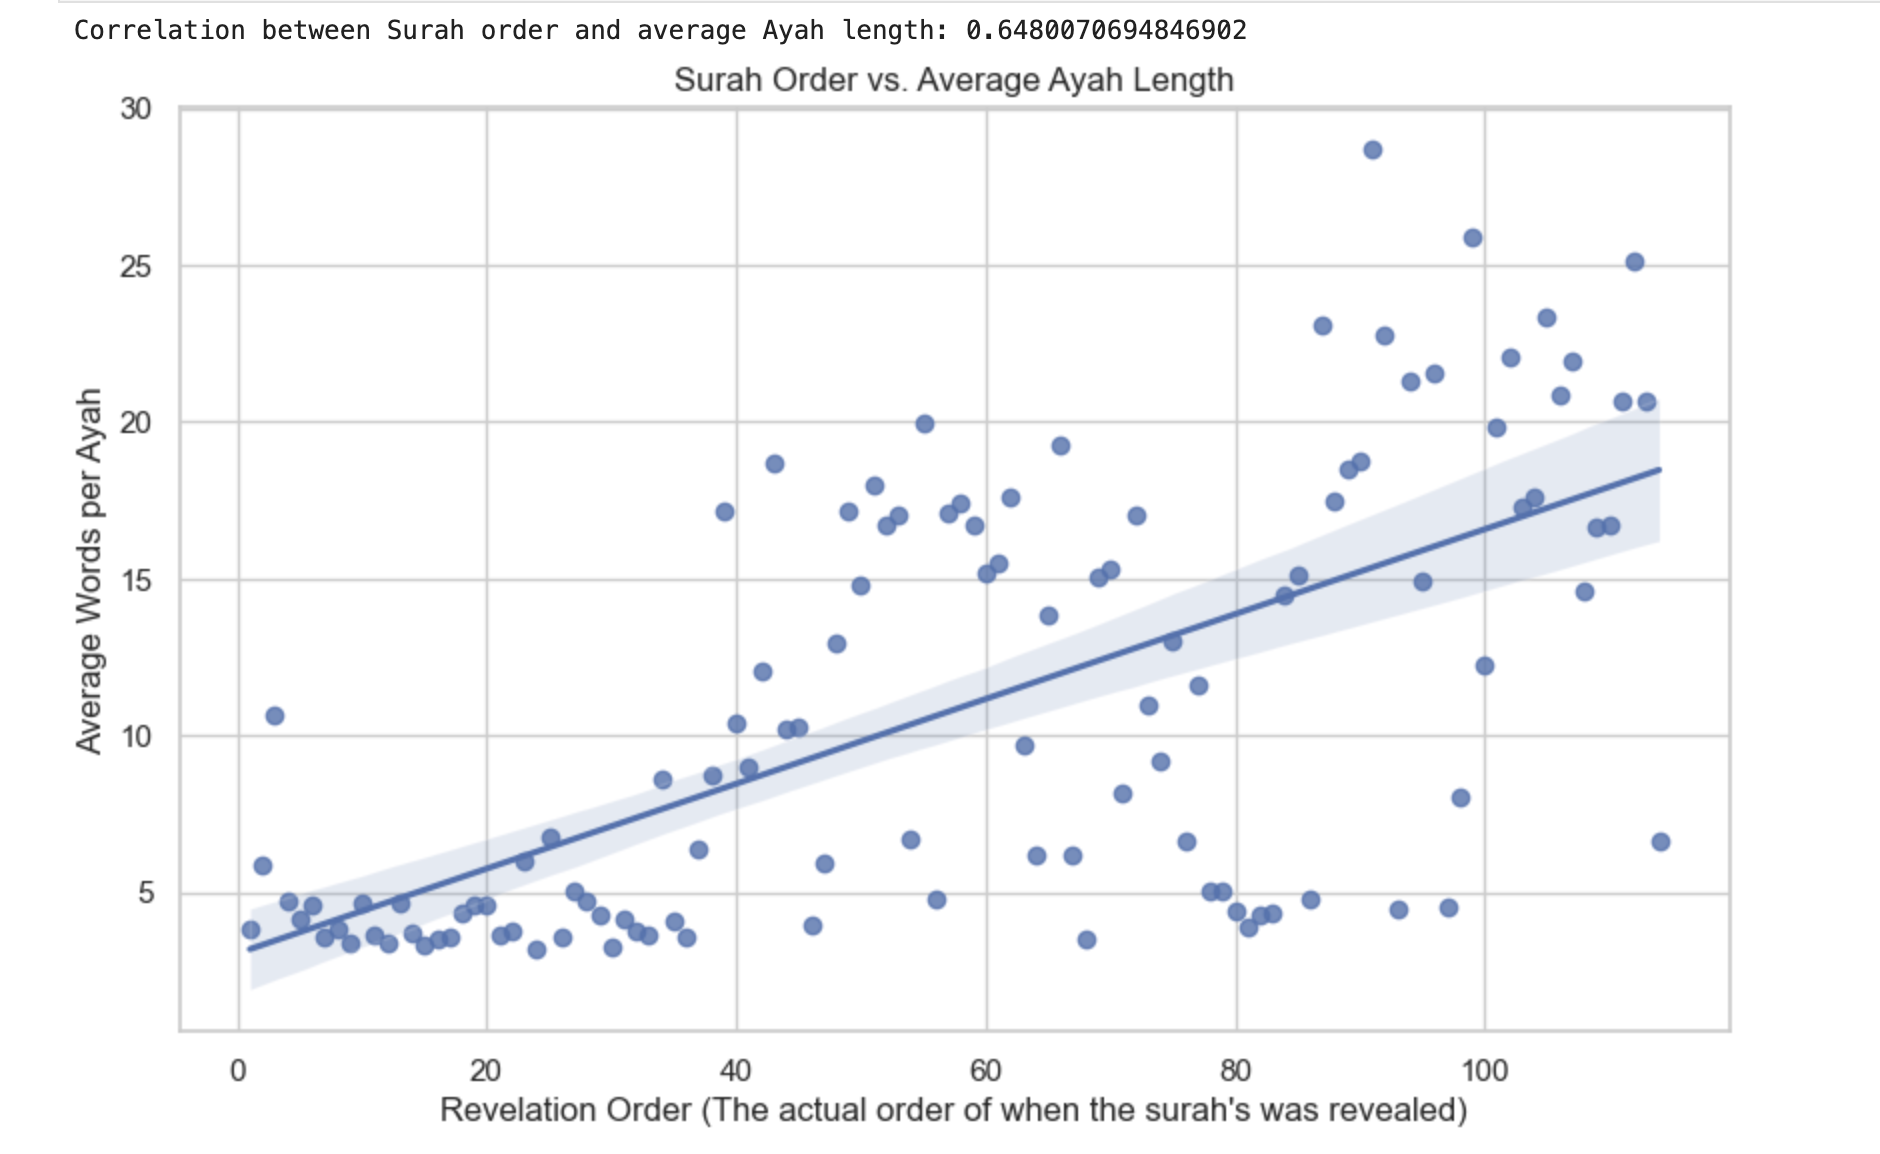 Correlation between Surah order and average Ayah length: 0.6480070694846902
Surah Order vs. Average Ayah Length
30
25
20
15
10
5
Average Words per Ayah
0 20 40 60 80 100
Revelation Order (The actual order of when the surah's was revealed)